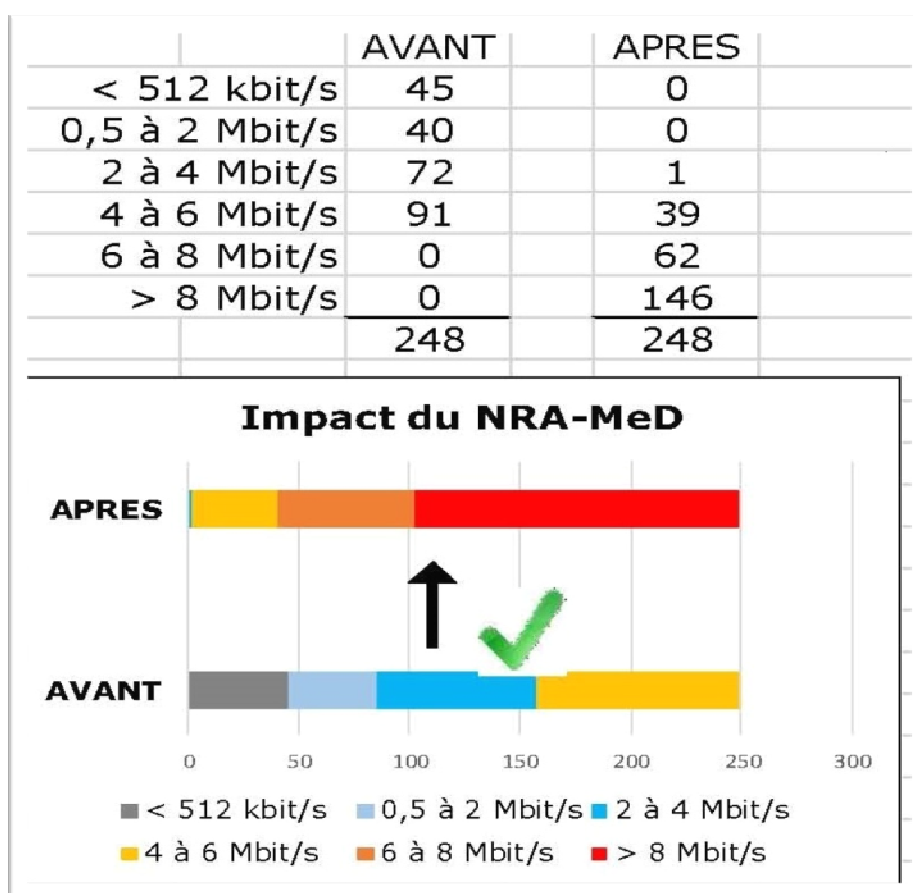 AVANT APRES
< 512 kbit/s 45 0
0,5 à 2 Mbit/s 40 0
2 à 4 Mbit/s 72 1
4 à 6 Mbit/s 91 39
6 à 8 Mbit/s 0 62
> 8 Mbit/s 0 146
248 248
Impact du NRA-MeD
APRES
AVANT
0 50 100 150 200 250 300
< 512 kbit/s 0,5 à 2 Mbit/s 2 à 4 Mbit/s
4 à 6 Mbit/s 6 à 8 Mbit/s > 8 Mbit/s